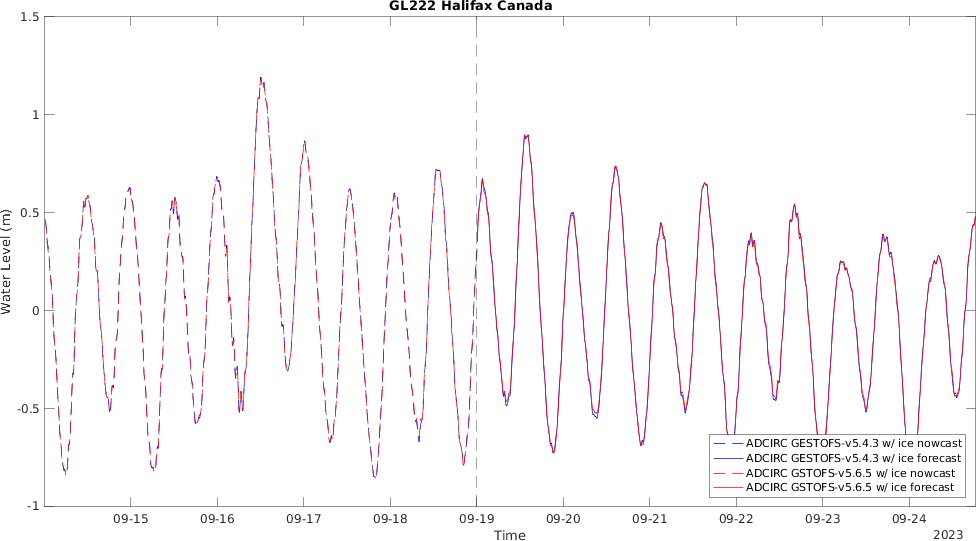 GL222 Halifax Canada
1.5
1
0.5
0
-0.5
-1
Water Level (m)
ADCIRC GESTOFS-v5.4.3 w/ ice nowcast
ADCIRC GESTOFS-v5.4.3 w/ ice forecast
ADCIRC GSTOFS-v5.6.5 w/ ice nowcast
ADCIRC GSTOFS-v5.6.5 w/ ice forecast
09-15 09-16 09-17 09-18 09-19 09-20 09-21 09-22 09-23 09-24
Time
2023